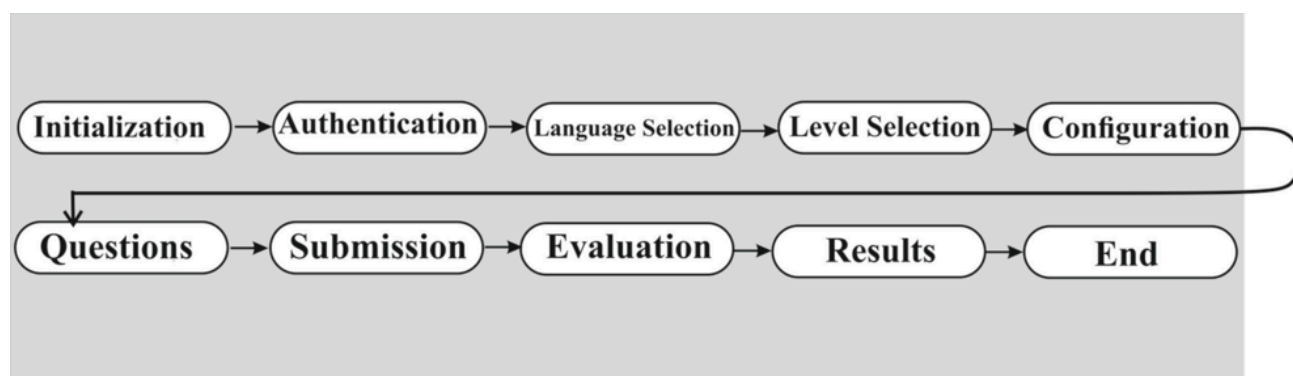 Initialization
Authentication
Language Selection
Level Selection
Configuration
Questions
Submission
Evaluation
Results
End